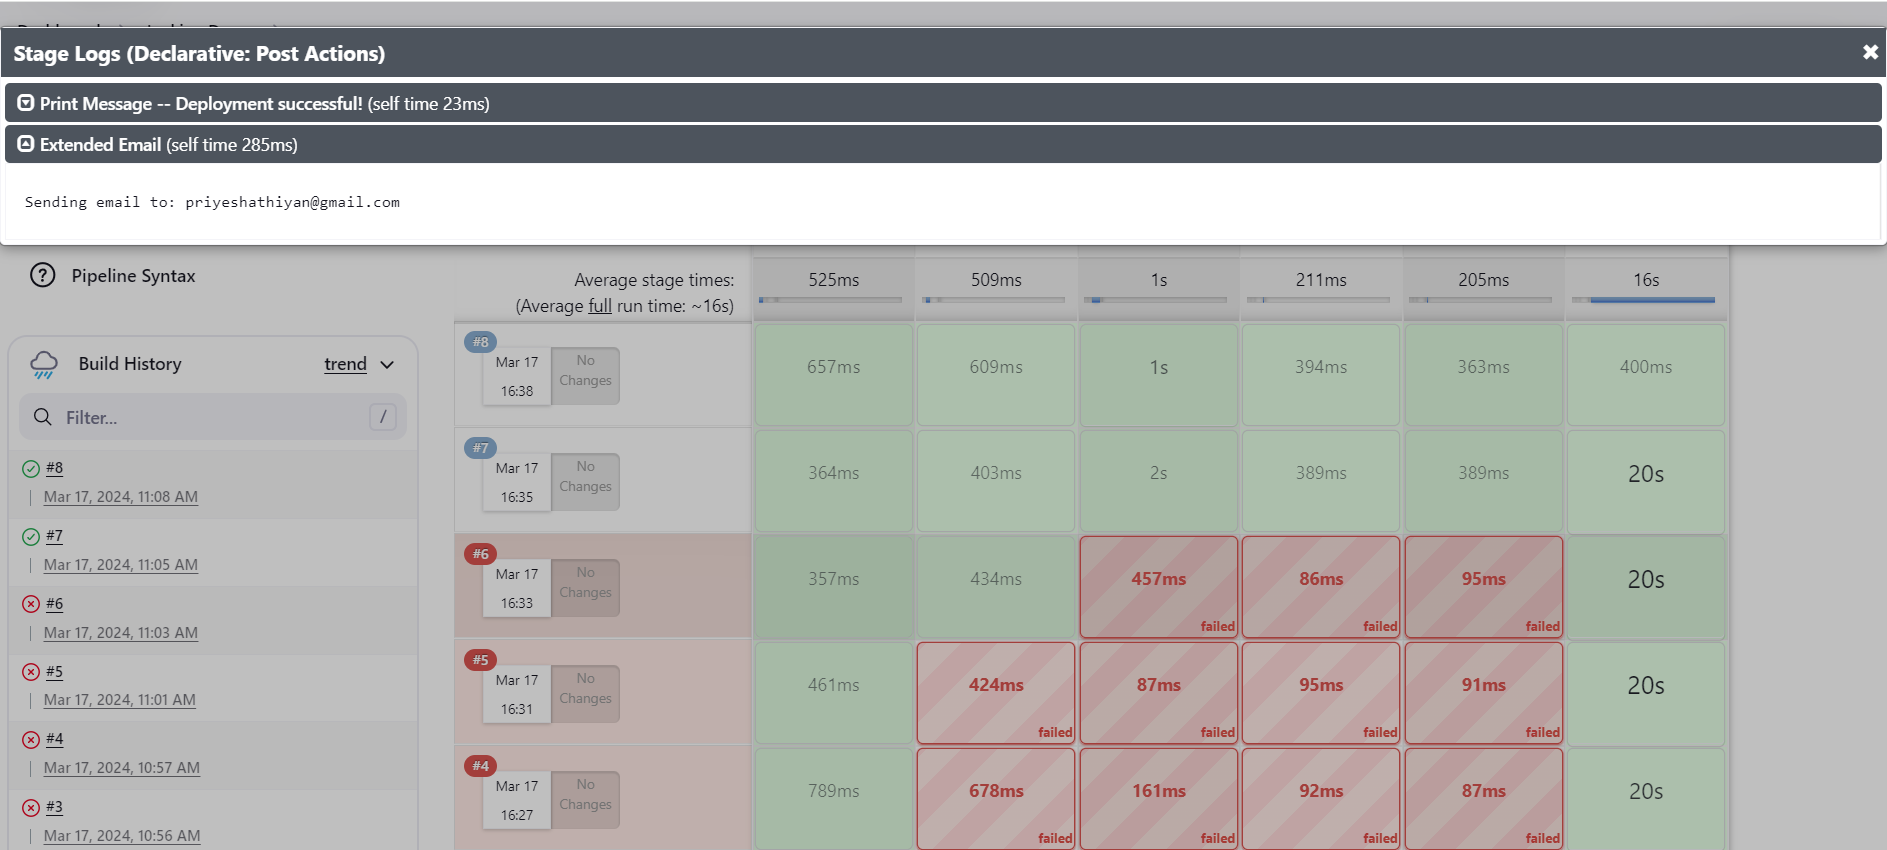 Stage Logs (Declarative: Post Actions)
Print Message -- Deployment successful! (self time 23ms)
Extended Email (self time 285ms)
Sending email to: priyeshathiyan@gmail.com
Pipeline Syntax
Build History
trend
Filter...
/
#8
Mar 17, 2024, 11:08 AM
#7
Mar 17, 2024, 11:05 AM
#6
Mar 17, 2024, 11:03 AM
#5
Mar 17, 2024, 11:01 AM
#4
Mar 17, 2024, 10:57 AM
#3
Mar 17, 2024, 10:56 AM
Average stage times:
(Average full run time: ~16s)
525ms
509ms
1s
211ms
205ms
16s
#8
Mar 17
16:38
No
Changes
657ms
609ms
1s
394ms
363ms
400ms
#7
Mar 17
16:35
No
Changes
364ms
403ms
2s
389ms
389ms
20s
#6
Mar 17
16:33
No
Changes
357ms
434ms
457ms
failed
86ms
failed
95ms
failed
20s
#5
Mar 17
16:31
No
Changes
461ms
424ms
failed
87ms
failed
95ms
failed
91ms
failed
20s
#4
Mar 17
16:27
No
Changes
789ms
678ms
failed
161ms
failed
92ms
failed
87ms
failed
20s